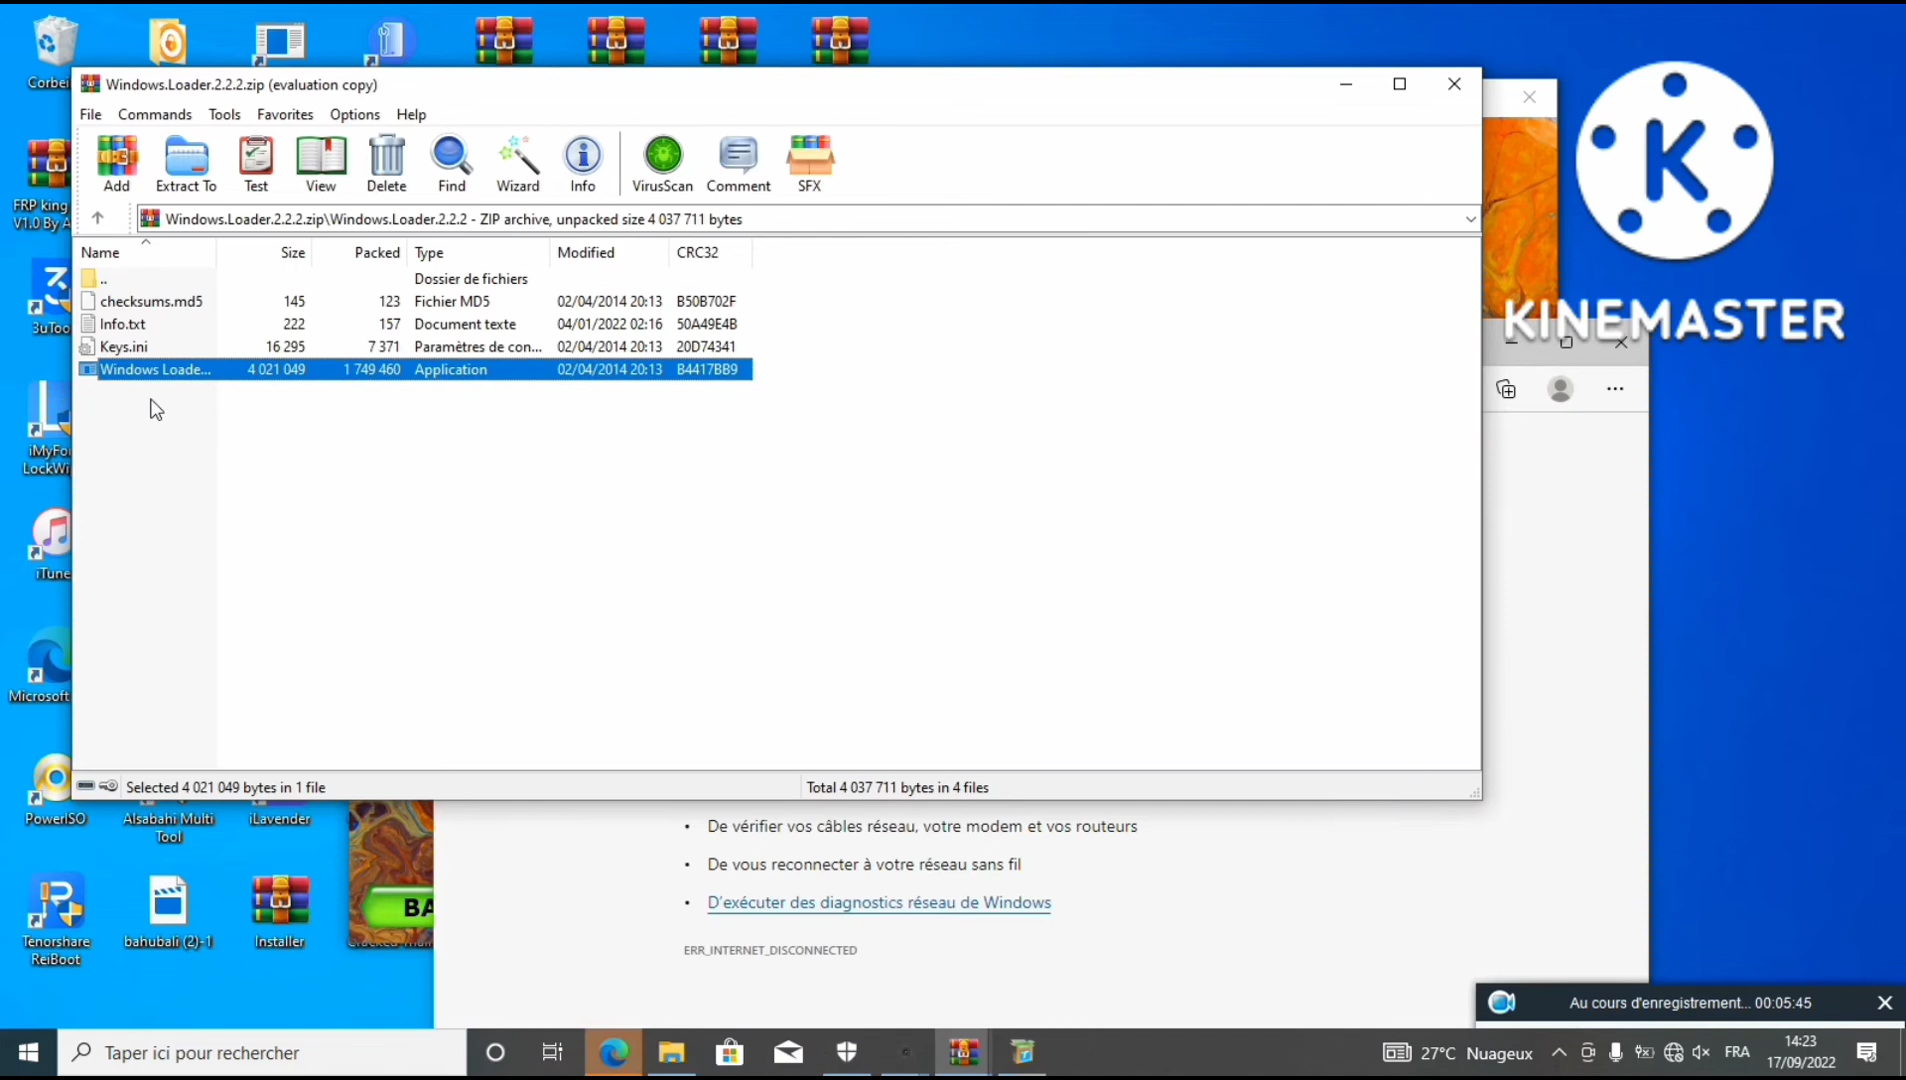 Corbei
Windows.Loader.2.2.2.zip (evaluation copy)
File Commands Tools Favorites Options Help
Add Extract To Test View Delete Find Wizard Info VirusScan Comment SFX
Windows.Loader.2.2.2.zip\Windows.Loader.2.2.2 - ZIP archive, unpacked size 4 037 711 bytes
Name Size Packed Type Modified CRC32
.. Dossier de fichiers
checksums.md5 145 123 Fichier MD5 02/04/2014 20:13 B50B702F
Info.txt 222 157 Document texte 04/01/2022 02:16 50A49E4B
Keys.ini 16 295 7 371 Paramètres de con... 02/04/2014 20:13 20D74341
Windows Loade... 4 021 049 1 749 460 Application 02/04/2014 20:13 B4417BB9
Selected 4 021 049 bytes in 1 file
Total 4 037 711 bytes in 4 files
K
KINEMASTER
FRP king
V1.0 By A
3uToo
iMyFo
LockWi
iTune
Microsoft
PowerISO
Alsabahi Multi
Tool
iLavender
Tenorshare
ReiBoot
bahubali (2)-1
Installer
BA
De vérifier vos câbles réseau, votre modem et vos routeurs
De vous reconnecter à votre réseau sans fil
D'exécuter des diagnostics réseau de Windows
ERR_INTERNET_DISCONNECTED
Au cours d'enregistrement... 00:05:45
Taper ici pour rechercher
27°C Nuageux
FRA
14:23
17/09/2022